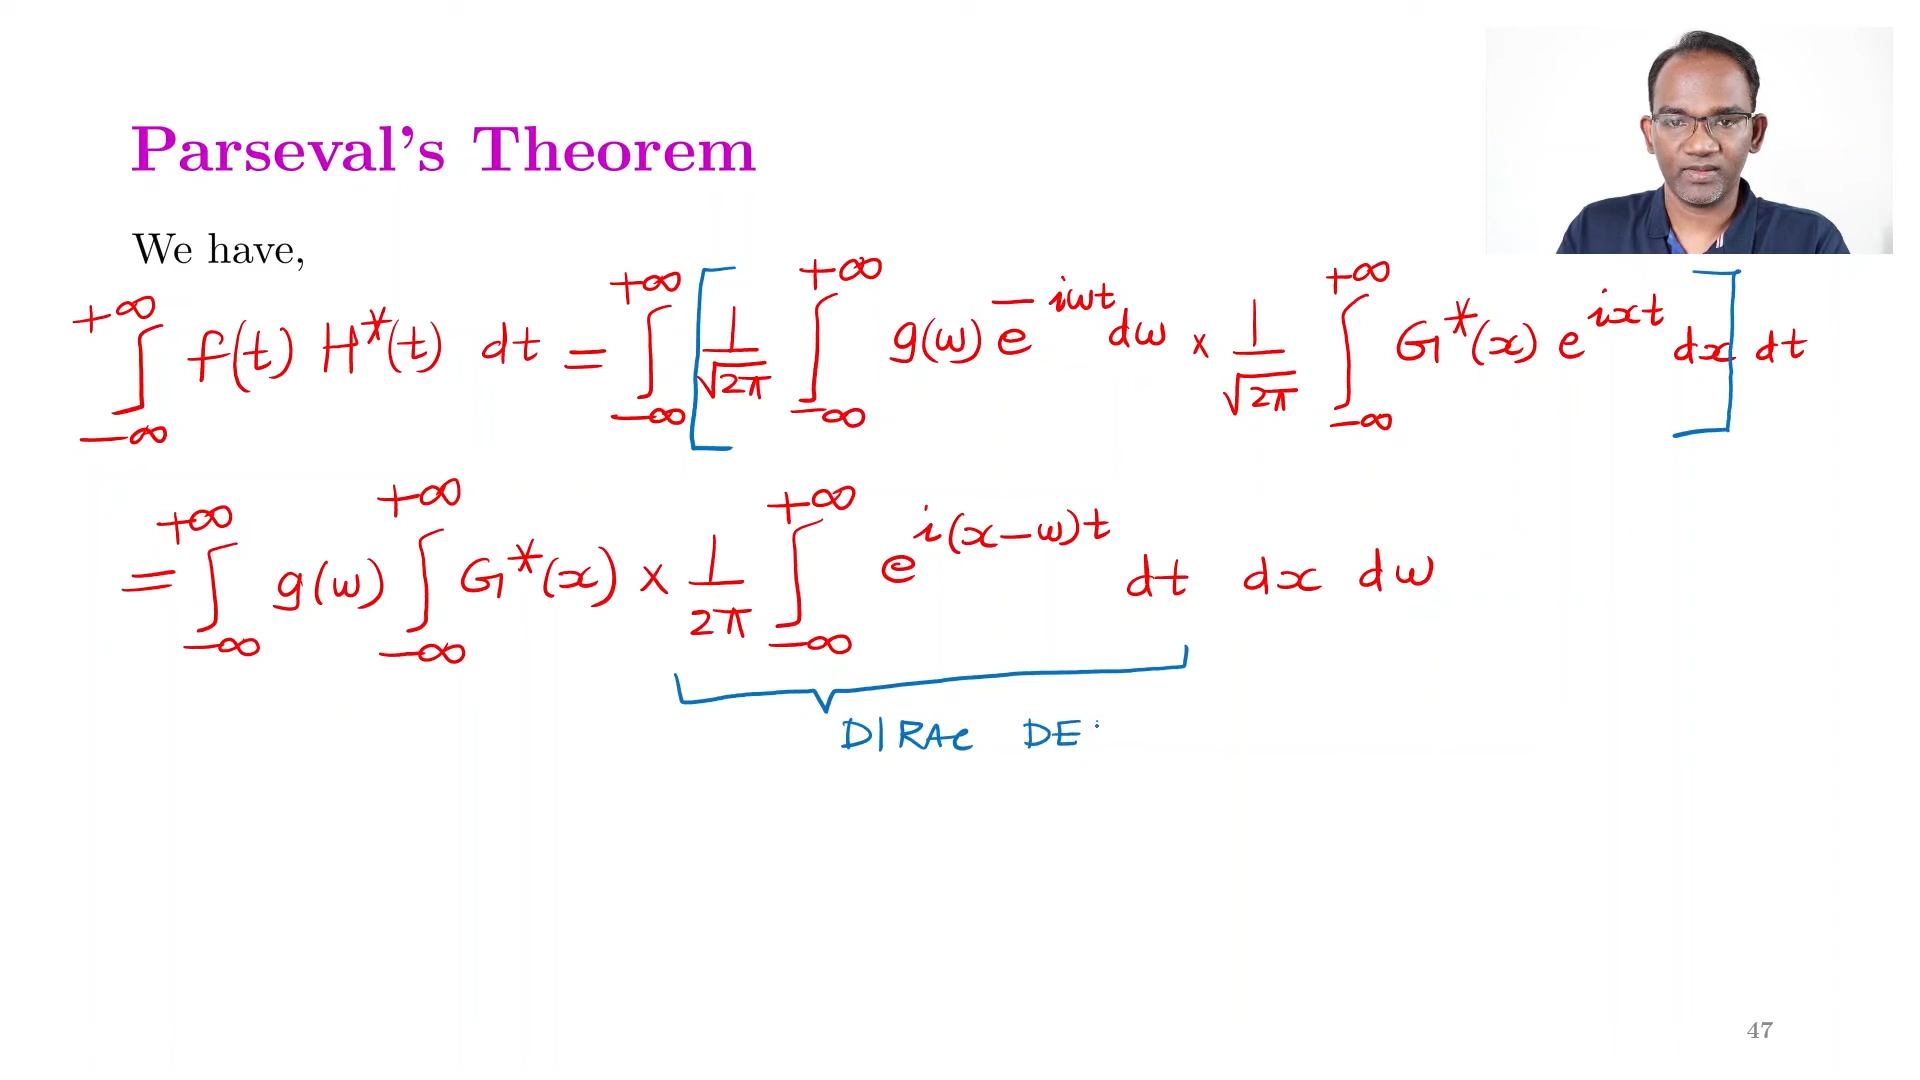 Parseval's Theorem
We have,
∫_{-∞}^{+∞} f(t) H*(t) dt = ∫_{-∞}^{+∞} [ 1/√2π ∫_{-∞}^{+∞} g(ω) e^{-iωt} dω × 1/√2π ∫_{-∞}^{+∞} G*(x) e^{ixt} dx ] dt
= ∫_{-∞}^{+∞} g(ω) ∫_{-∞}^{+∞} G*(x) × 1/2π ∫_{-∞}^{+∞} e^{i(x-ω)t} dt dx dω
DIRAC DE
47